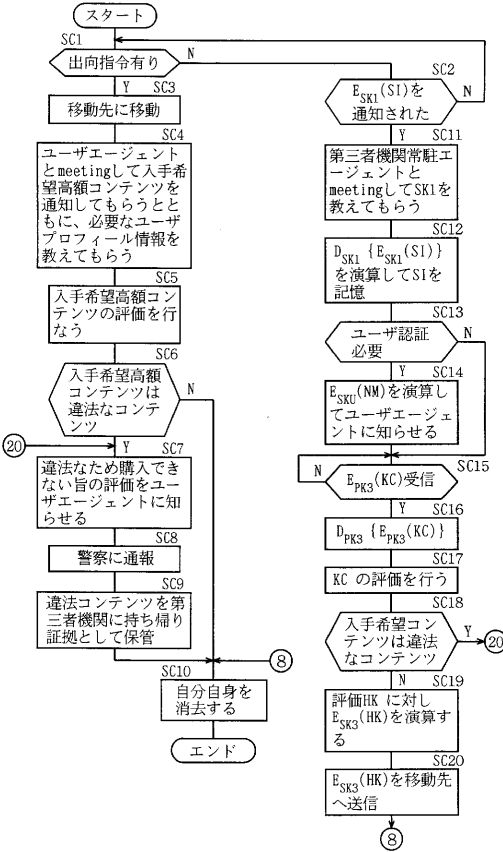 スタート
SC1
出向指令有り
N
Y
SC3
移動先に移動
SC4
ユーザエージェント
とmeetingして入手希
望高額コンテンツを
通知してもらうとと
もに、必要なユーザ
プロフィール情報を
教えてもらう
SC5
入手希望高額コン
テンツの評価を行
なう
SC6
入手希望高額
コンテンツは
違法なコンテ
ンツ
N
20
Y
SC7
違法なため購入でき
ない旨の評価をユー
ザエージェントに知
らせる
SC8
警察に通報
SC9
違法コンテンツを第
三者機関に持ち帰り
証拠として保管
8
SC10
自分自身を
消去する
エンド
SC2
E_SK1(SI)を
通知された
N
Y
SC11
第三者機関常駐エ
ージェントと
meetingしてSK1を
教えてもらう
SC12
D_SK1{E_SK1(SI)}
を演算してSIを
記憶
SC13
ユーザ認証
必要
N
Y
SC14
E_SKU(NM)を演算し
てユーザエージェ
ントに知らせる
SC15
N
E_PK3(KC)受信
Y
SC16
D_PK3{E_PK3(KC)}
SC17
KCの評価を行う
SC18
入手希望コン
テンツは違法
なコンテンツ
Y
20
N
SC19
評価HKに対し
E_SK3(HK)を演算す
る
SC20
E_SK3(HK)を移動先
へ送信
8